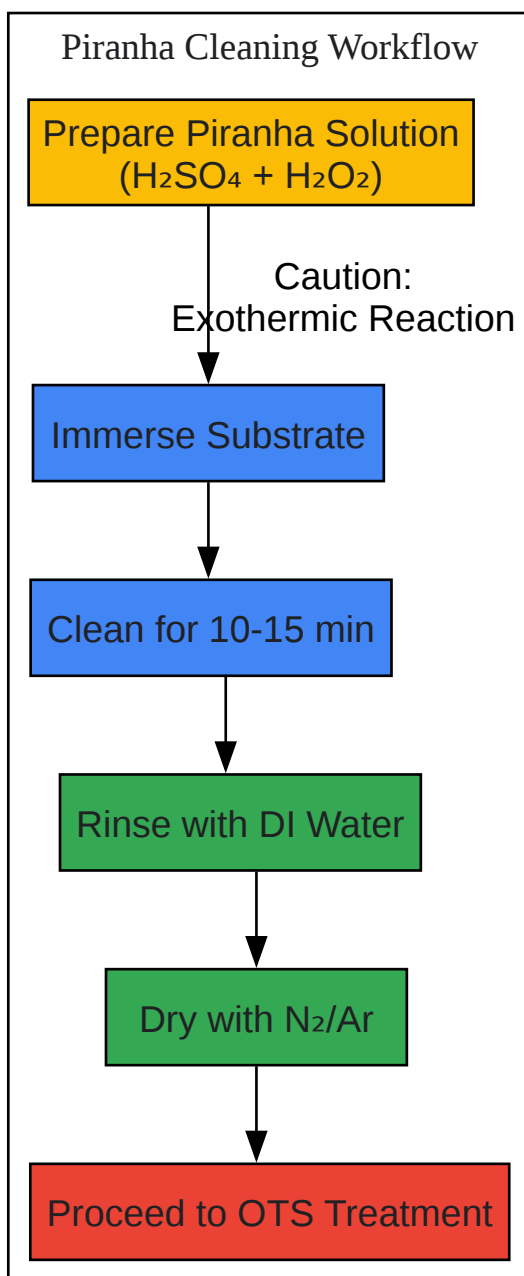 Piranha Cleaning Workflow
Prepare Piranha Solution
(H₂SO₄ + H₂O₂)
Caution:
Exothermic Reaction
Immerse Substrate
Clean for 10-15 min
Rinse with DI Water
Dry with N₂/Ar
Proceed to OTS Treatment